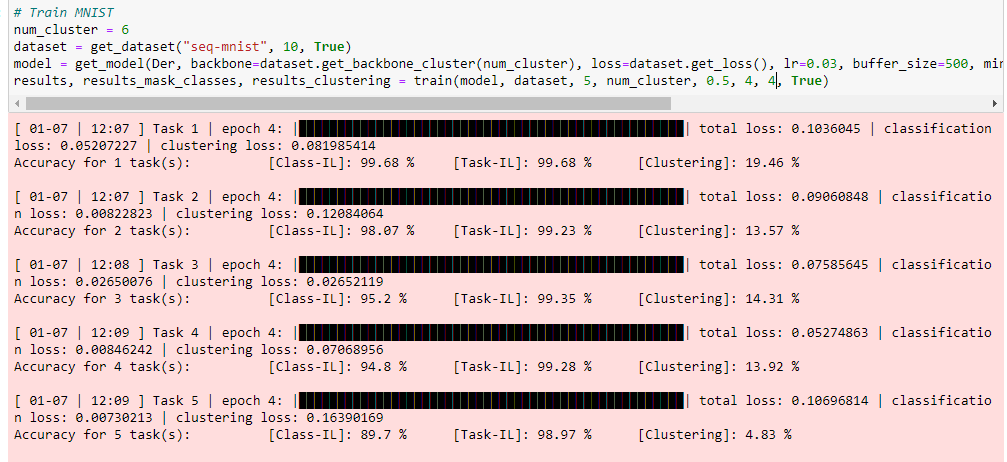 # Train MNIST
num_cluster = 6
dataset = get_dataset("seq-mnist", 10, True)
model = get_model(Der, backbone=dataset.get_backbone_cluster(num_cluster), loss=dataset.get_loss(), lr=0.03, buffer_size=500, min
results, results_mask_classes, results_clustering = train(model, dataset, 5, num_cluster, 0.5, 4, 4, True)
[ 01-07 | 12:07 ] Task 1 | epoch 4: | | total loss: 0.1036045 | classification
loss: 0.05207227 | clustering loss: 0.081985414
Accuracy for 1 task(s): [Class-IL]: 99.68 % [Task-IL]: 99.68 % [Clustering]: 19.46 %
[ 01-07 | 12:07 ] Task 2 | epoch 4: | | total loss: 0.09060848 | classificatio
n loss: 0.00822823 | clustering loss: 0.12084064
Accuracy for 2 task(s): [Class-IL]: 98.07 % [Task-IL]: 99.23 % [Clustering]: 13.57 %
[ 01-07 | 12:08 ] Task 3 | epoch 4: | | total loss: 0.07585645 | classificatio
n loss: 0.02650076 | clustering loss: 0.02652119
Accuracy for 3 task(s): [Class-IL]: 95.2 % [Task-IL]: 99.35 % [Clustering]: 14.31 %
[ 01-07 | 12:09 ] Task 4 | epoch 4: | | total loss: 0.05274863 | classificatio
n loss: 0.00846242 | clustering loss: 0.07068956
Accuracy for 4 task(s): [Class-IL]: 94.8 % [Task-IL]: 99.28 % [Clustering]: 13.92 %
[ 01-07 | 12:09 ] Task 5 | epoch 4: | | total loss: 0.10696814 | classificatio
n loss: 0.00730213 | clustering loss: 0.16390169
Accuracy for 5 task(s): [Class-IL]: 89.7 % [Task-IL]: 98.97 % [Clustering]: 4.83 %